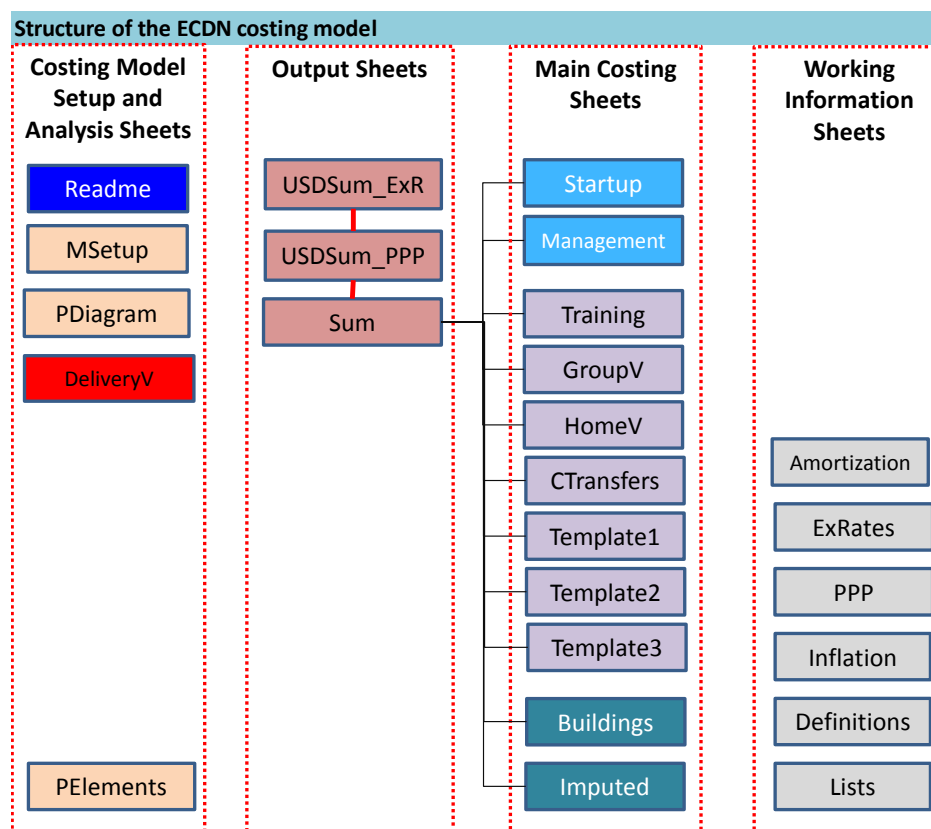 Structure of the ECDN costing model
Costing Model
Setup and
Analysis Sheets
Readme
MSetup
PDiagram
DeliveryV
PElements
Output Sheets
USDSum_ExR
USDSum_PPP
Sum
Main Costing
Sheets
Startup
Management
Training
GroupV
HomeV
CTransfers
Template1
Template2
Template3
Buildings
Imputed
Working
Information
Sheets
Amortization
ExRates
PPP
Inflation
Definitions
Lists